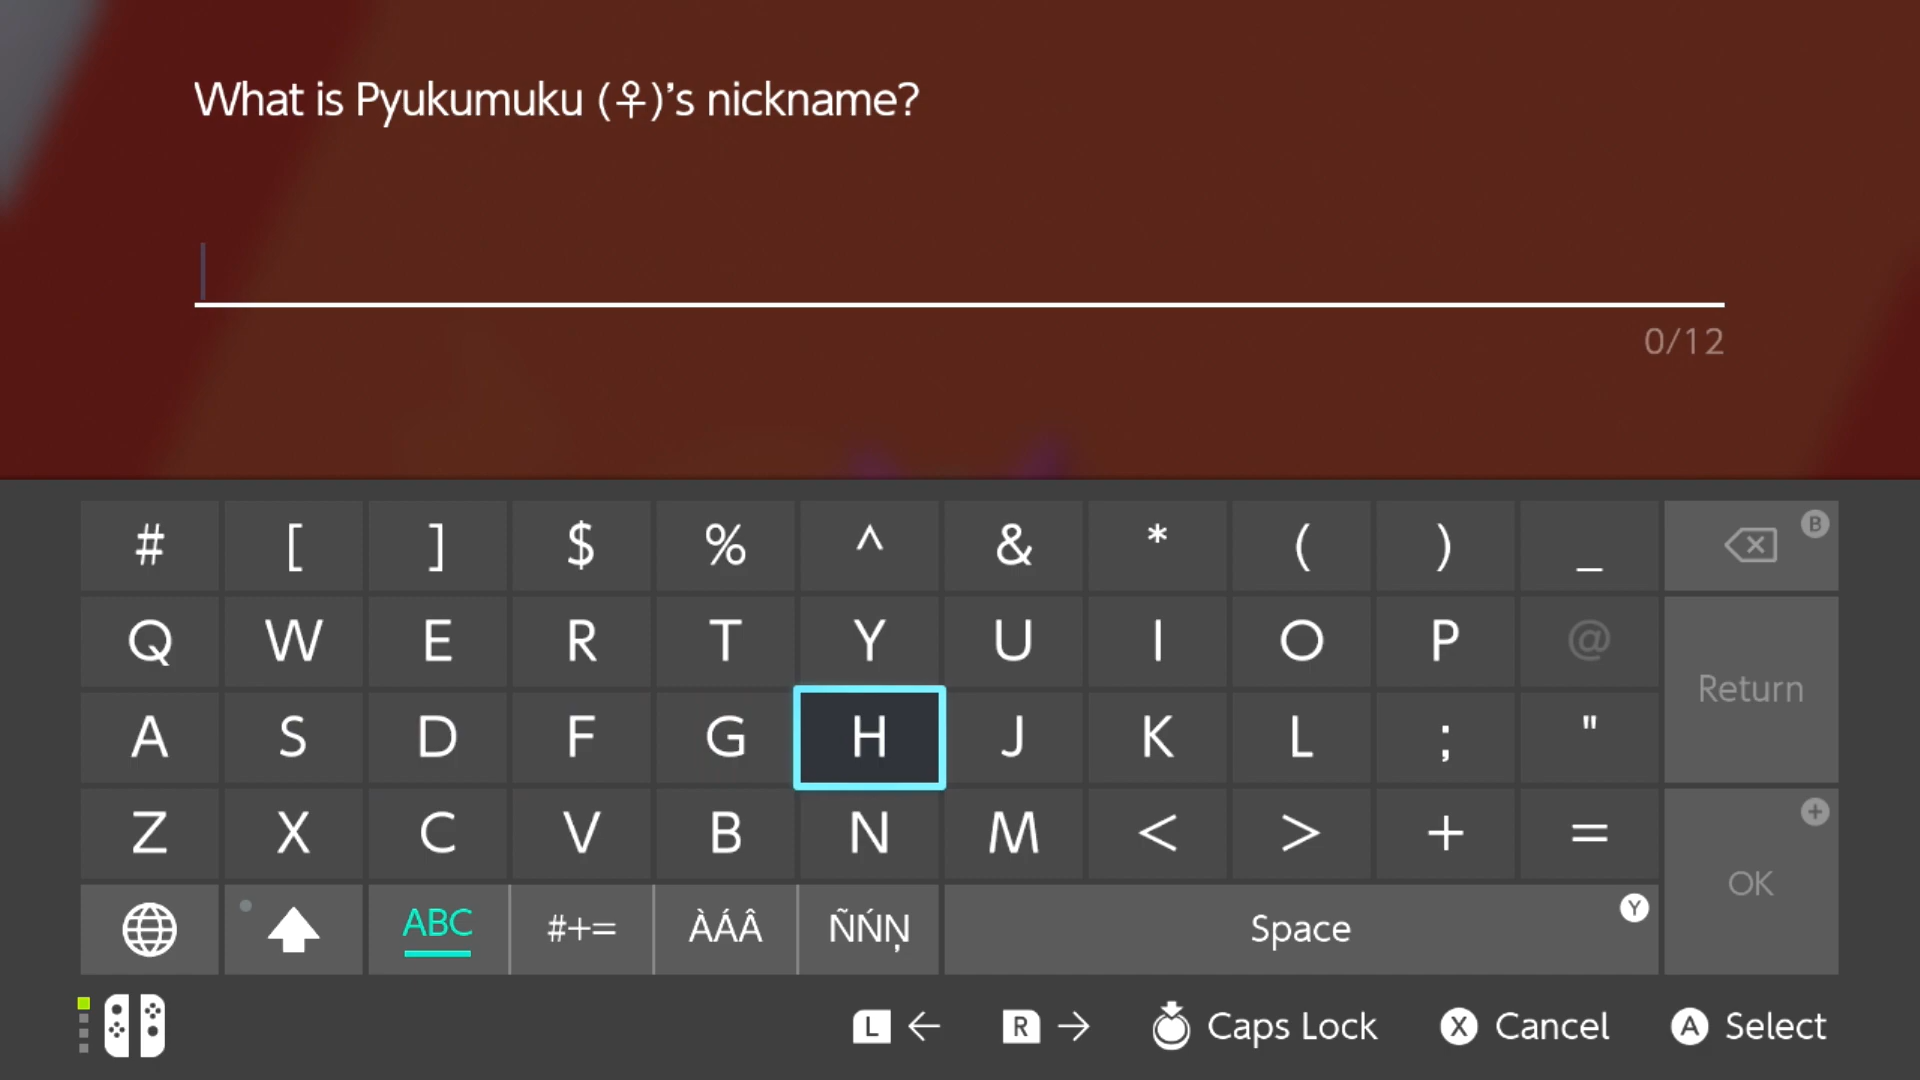 What is Pyukumuku (♀)’s nickname?
0/12
# [ ] $ % ^ & * ( ) _ B
Q W E R T Y U I O P @ Return
A S D F G H J K L ; "
Z X C V B N M < > + = OK +
ABC #+= ÀÁÂ ÑŃŅ Space Y
L ← R → Caps Lock X Cancel A Select